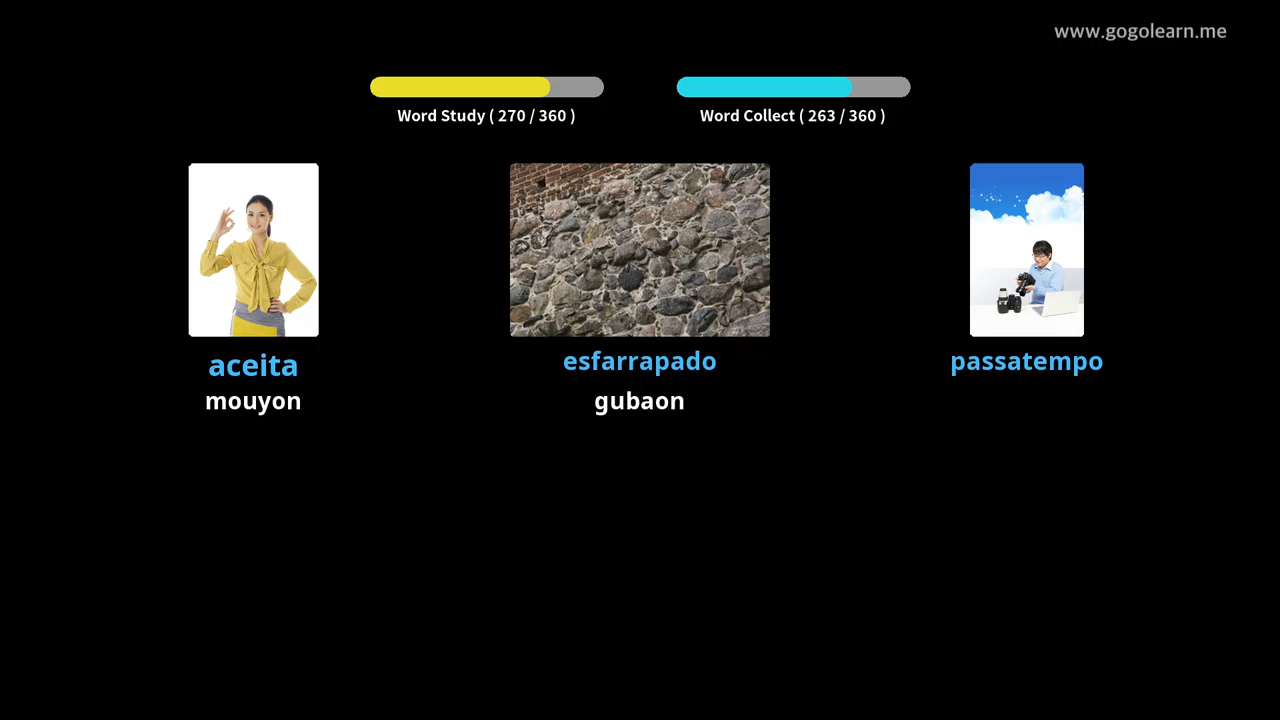 www.gogolearn.me
Word Study ( 270 / 360 )
Word Collect ( 263 / 360 )
aceita
mouyon
esfarrapado
gubaon
passatempo